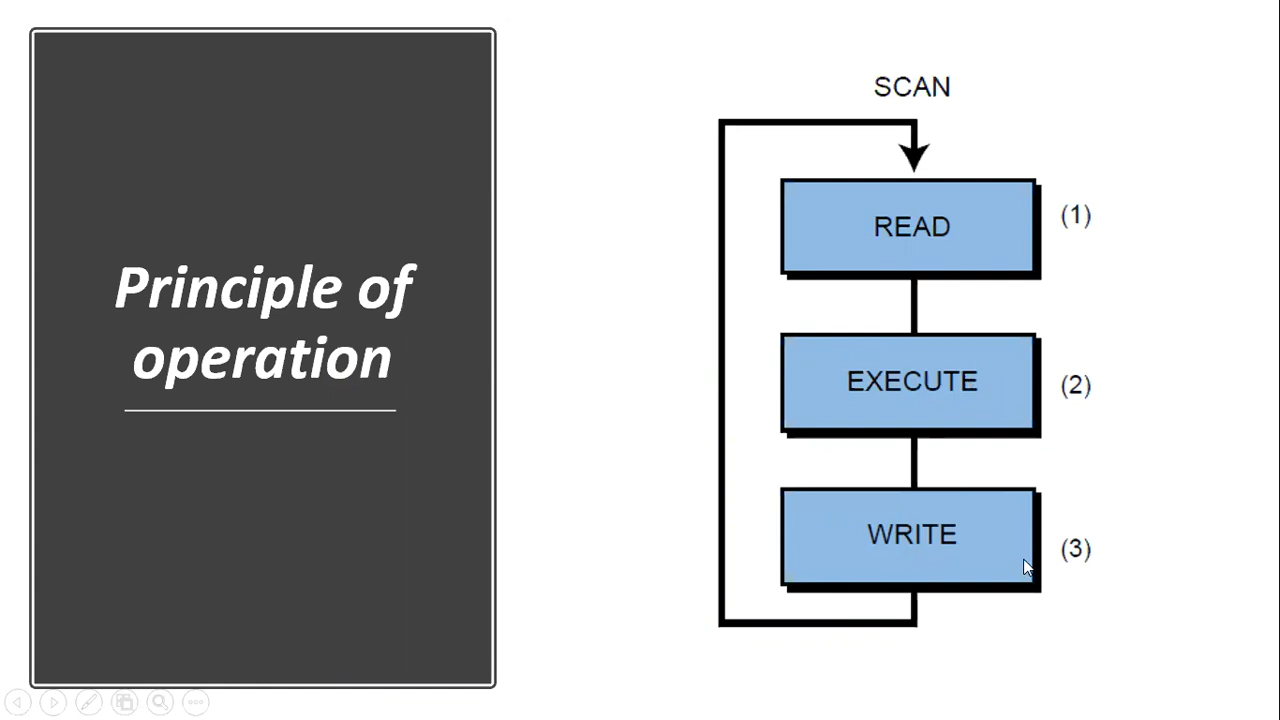 Principle of
operation
SCAN
READ
(1)
EXECUTE
(2)
WRITE
(3)